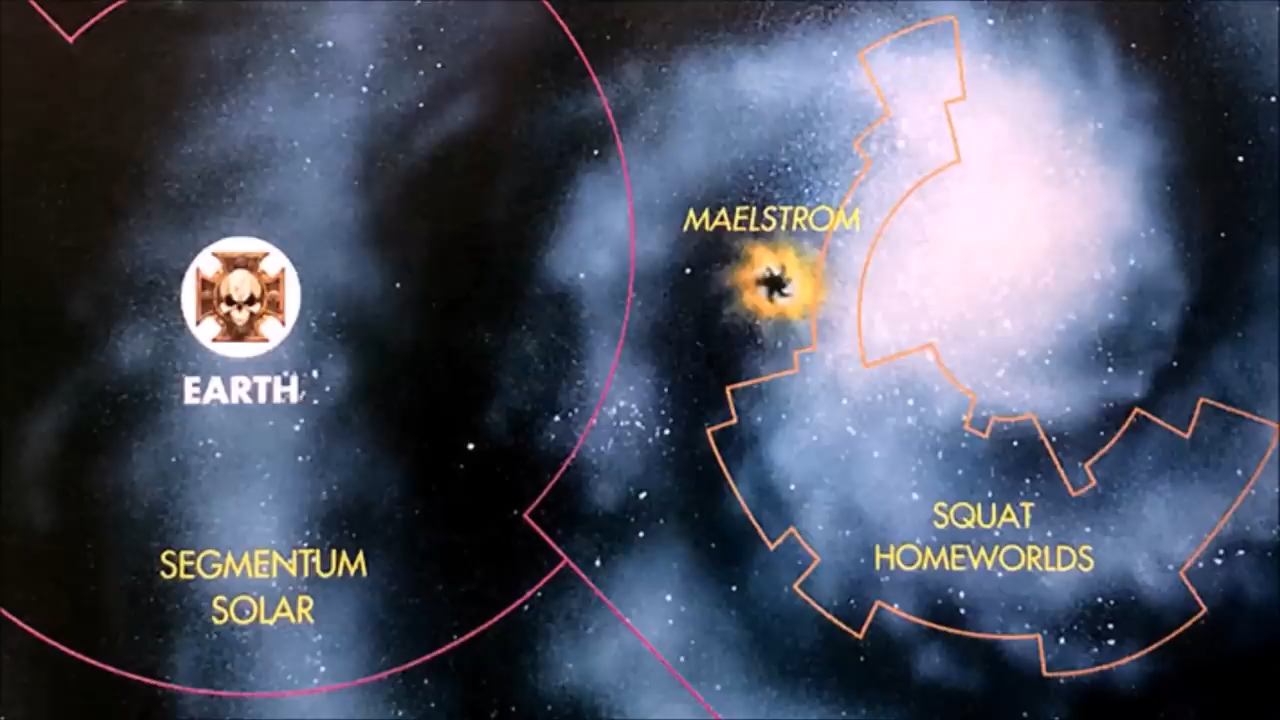 MAELSTROM
EARTH
SQUAT
HOMEWORLDS
SEGMENTUM
SOLAR